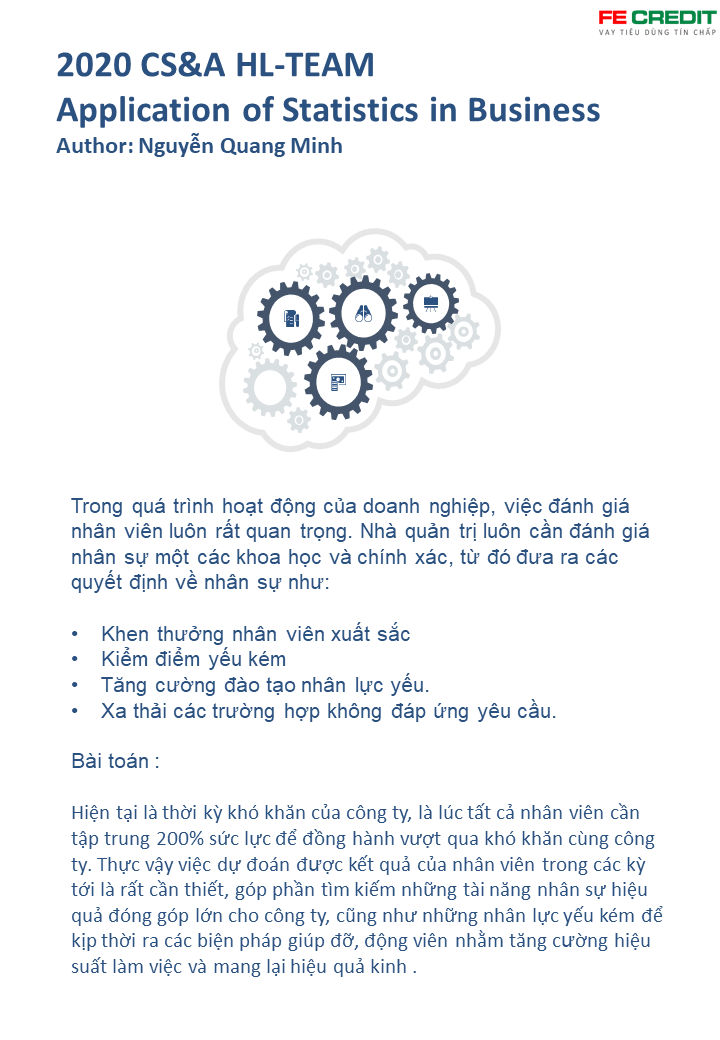 FE CREDIT
VAY TIÊU DÙNG TÍN CHẤP
2020 CS&A HL-TEAM
Application of Statistics in Business
Author: Nguyễn Quang Minh
Trong quá trình hoạt động của doanh nghiệp, việc đánh giá
nhân viên luôn rất quan trọng. Nhà quản trị luôn cần đánh giá
nhân sự một các khoa học và chính xác, từ đó đưa ra các
quyết định về nhân sự như:
• Khen thưởng nhân viên xuất sắc
• Kiểm điểm yếu kém
• Tăng cường đào tạo nhân lực yếu.
• Xa thải các trường hợp không đáp ứng yêu cầu.
Bài toán :
Hiện tại là thời kỳ khó khăn của công ty, là lúc tất cả nhân viên cần
tập trung 200% sức lực để đồng hành vượt qua khó khăn cùng công
ty. Thực vậy việc dự đoán được kết quả của nhân viên trong các kỳ
tới là rất cần thiết, góp phần tìm kiếm những tài năng nhân sự hiệu
quả đóng góp lớn cho công ty, cũng như những nhân lực yếu kém để
kịp thời ra các biện pháp giúp đỡ, động viên nhằm tăng cường hiệu
suất làm việc và mang lại hiệu quả kinh .